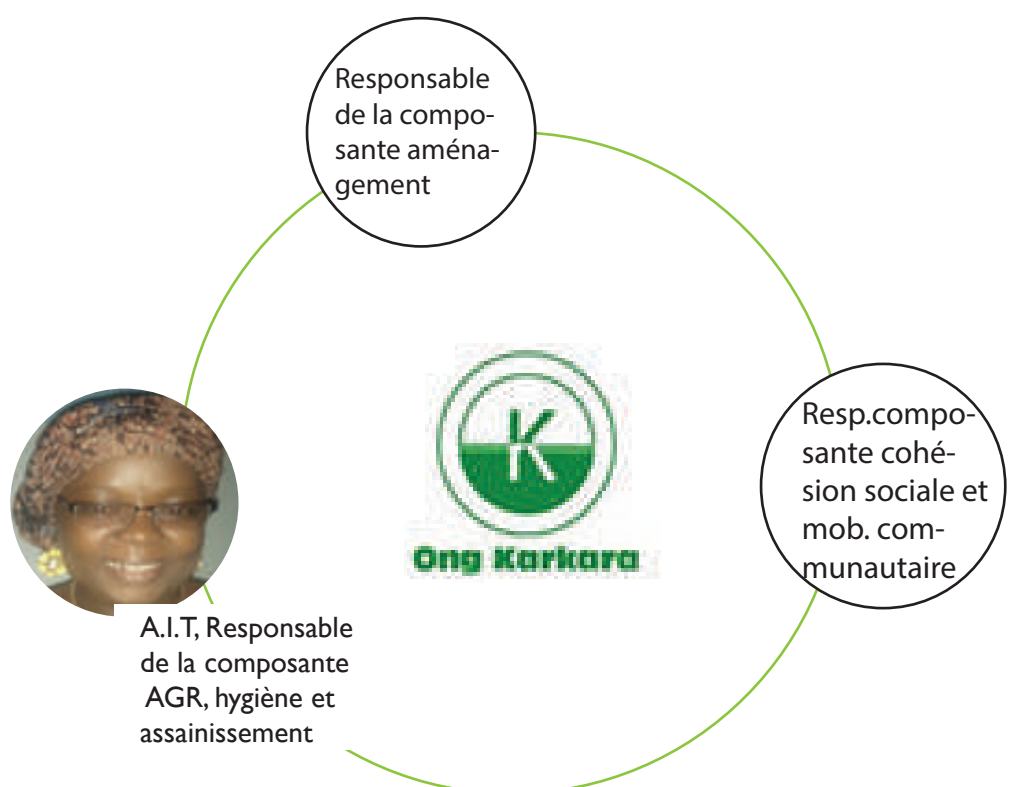 Responsable
de la compo-
sante aména-
gement
K
Ong Karkara
Resp.compo-
sante cohé-
sion sociale et
mob. com-
munautaire
A.I.T, Responsable
de la composante
AGR, hygiène et
assainissement